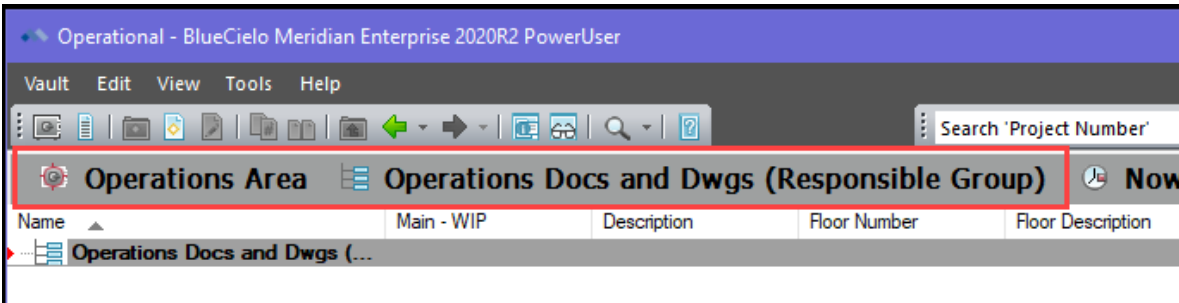 Operational - BlueCielo Meridian Enterprise 2020R2 PowerUser
Vault Edit View Tools Help
Search 'Project Number'
Operations Area Operations Docs and Dwgs (Responsible Group) Now
Name Main - WIP Description Floor Number Floor Description
Operations Docs and Dwgs (...